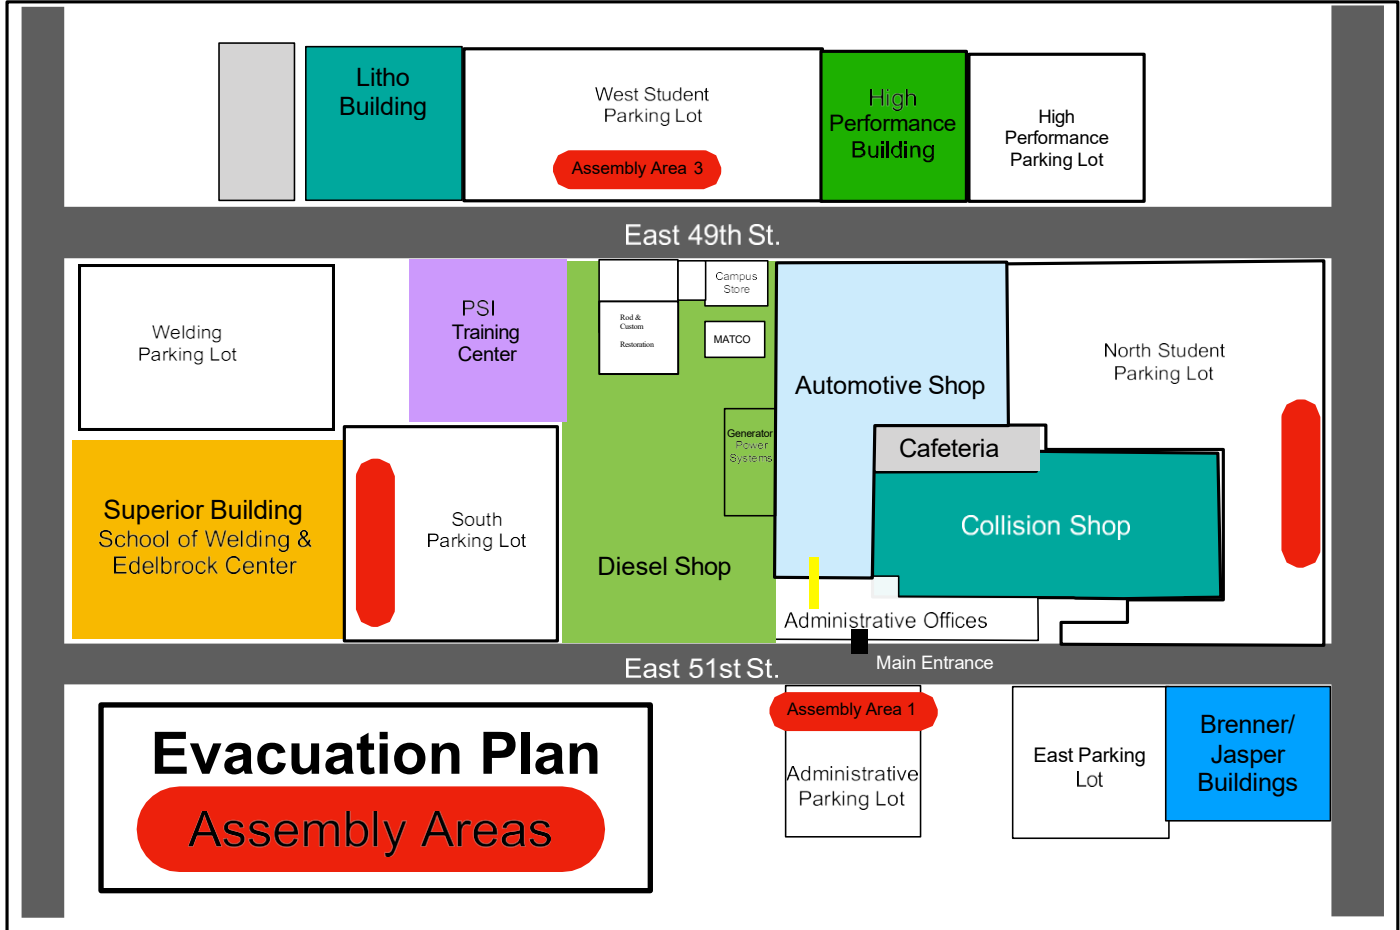 Litho
Building
West Student
Parking Lot
Assembly Area 3
High
Performance
Building
High
Performance
Parking Lot
East 49th St.
Welding
Parking Lot
PSI
Training
Center
Rod &
Custom
Restoration
Campus
Store
MATCO
Generator
Power
Systems
Automotive Shop
North Student
Parking Lot
Cafeteria
Collision Shop
Superior Building
School of Welding &
Edelbrock Center
South
Parking Lot
Diesel Shop
Administrative Offices
Main Entrance
East 51st St.
Evacuation Plan
Assembly Areas
Assembly Area 1
Administrative
Parking Lot
East Parking
Lot
Brenner/
Jasper
Buildings